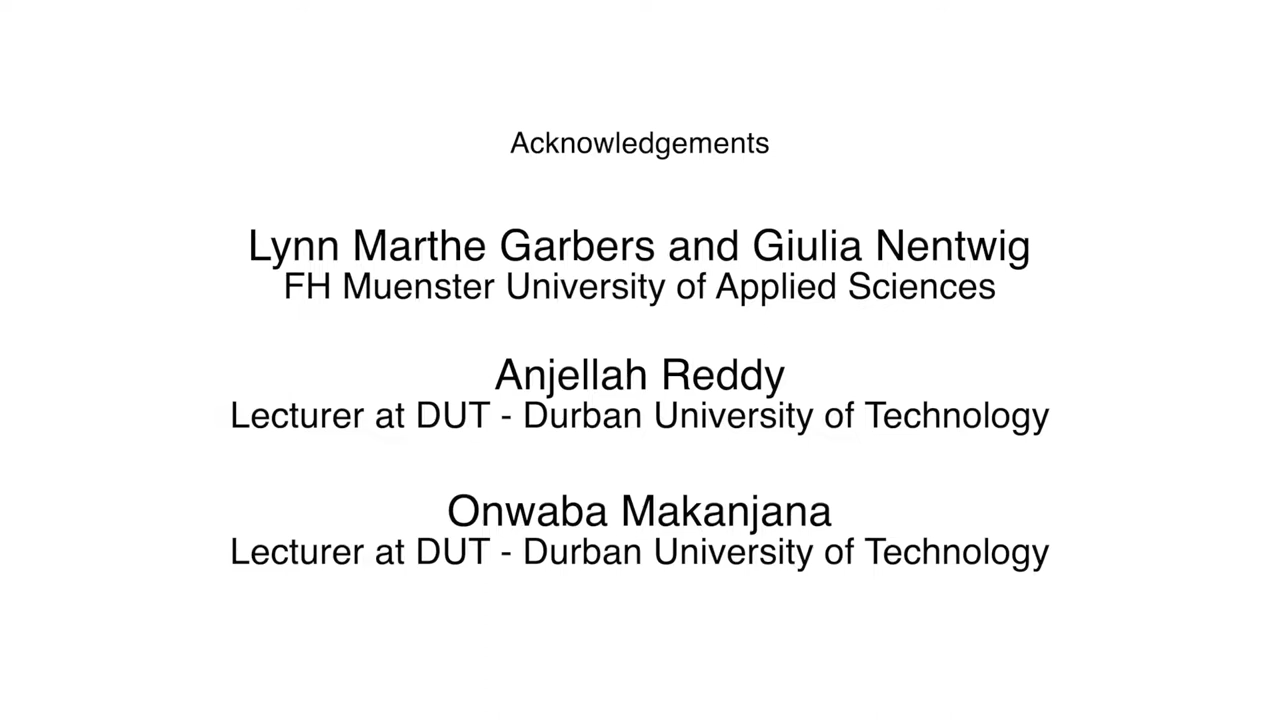 Acknowledgements
Lynn Marthe Garbers and Giulia Nentwig
FH Muenster University of Applied Sciences
Anjellah Reddy
Lecturer at DUT - Durban University of Technology
Onwaba Makanjana
Lecturer at DUT - Durban University of Technology